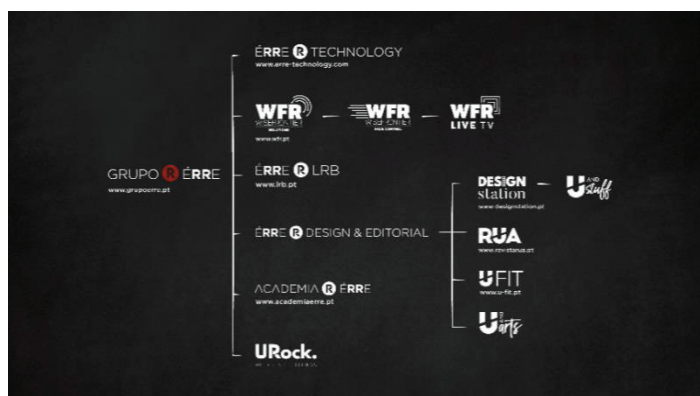 GRUPO R ÉRRE
www.grupoerre.pt
ÉRRE R TECHNOLOGY
www.erre-technology.com
WFR
www.wfr.pt
WFR
WFR
LIVE TV
ÉRRE R LRB
www.lrb.pt
ÉRRE R DESIGN & EDITORIAL
DESIGN
station
www.designstation.pt
U AND
stuff
RUA
U FIT
www.u-fit.pt
U
arts
ACADEMIA R ÉRRE
www.academiaerre.pt
URock.